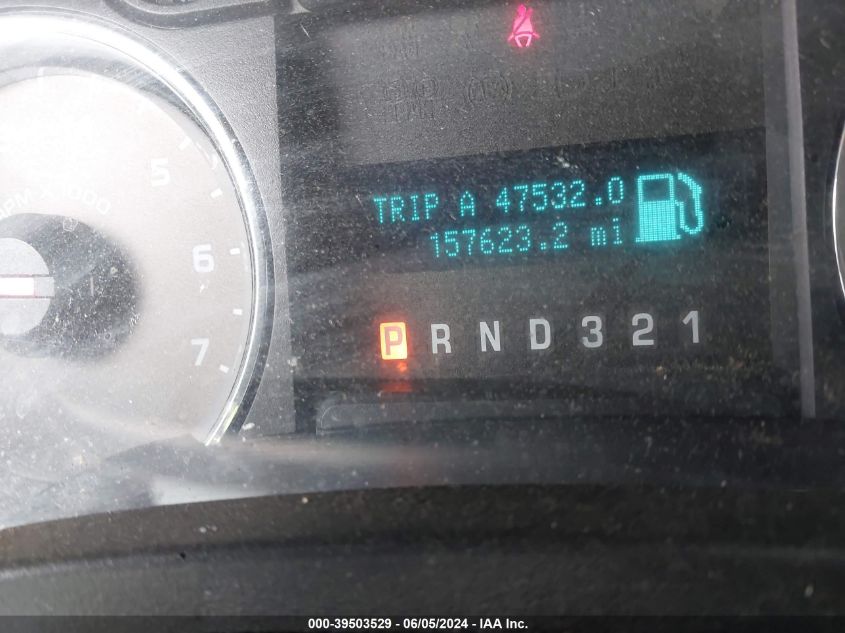 5
RPM X1000
6
7
TRIP A 47532.0
157623.2 mi
P R N D 3 2 1
000-39503529 - 06/05/2024 - IAA Inc.